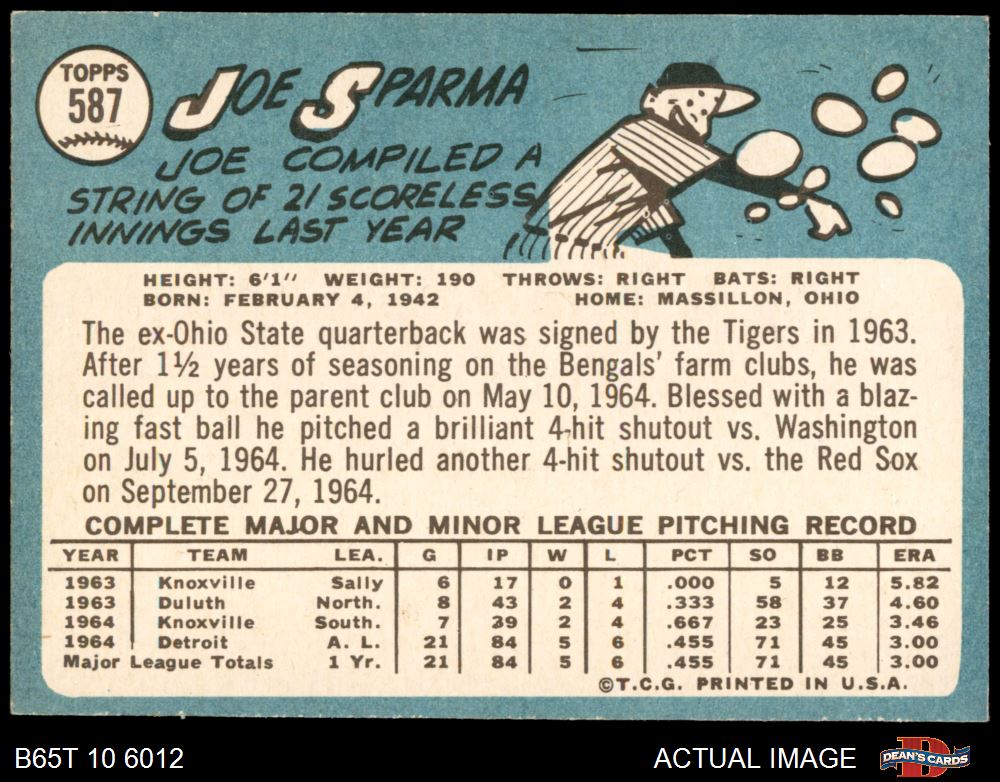 TOPPS
587
JOE SPARMA
JOE COMPILED A
STRING OF 21 SCORELESS
INNINGS LAST YEAR
HEIGHT: 6'1" WEIGHT: 190 THROWS: RIGHT BATS: RIGHT
BORN: FEBRUARY 4, 1942 HOME: MASSILLON, OHIO
The ex-Ohio State quarterback was signed by the Tigers in 1963.
After 1½ years of seasoning on the Bengals' farm clubs, he was
called up to the parent club on May 10, 1964. Blessed with a blaz-
ing fast ball he pitched a brilliant 4-hit shutout vs. Washington
on July 5, 1964. He hurled another 4-hit shutout vs. the Red Sox
on September 27, 1964.
COMPLETE MAJOR AND MINOR LEAGUE PITCHING RECORD
YEAR TEAM LEA. G IP W L PCT SO BB ERA
1963 Knoxville Sally 6 17 0 1 .000 5 12 5.82
1963 Duluth North. 8 43 2 4 .333 58 37 4.60
1964 Knoxville South. 7 39 2 4 .667 23 25 3.46
1964 Detroit A. L. 21 84 5 6 .455 71 45 3.00
Major League Totals 1 Yr. 21 84 5 6 .455 71 45 3.00
©T.C.G. PRINTED IN U.S.A.
B65T 10 6012 ACTUAL IMAGE DEAN'S CARDS